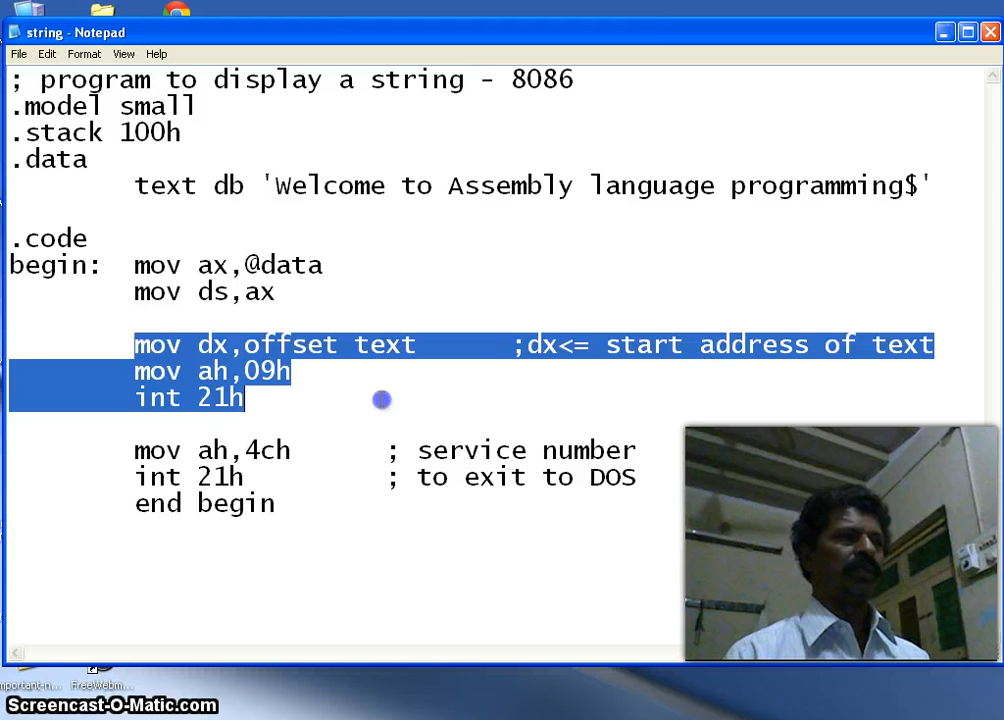 string - Notepad
File Edit Format View Help
; program to display a string - 8086
.model small
.stack 100h
.data
text db 'Welcome to Assembly language programming$'
.code
begin: mov ax,@data
mov ds,ax
mov dx,offset text ;dx<= start address of text
mov ah,09h
int 21h
mov ah,4ch ; service number
int 21h ; to exit to DOS
end begin
mportant-n... FreeWebm...
Screencast-O-Matic.com